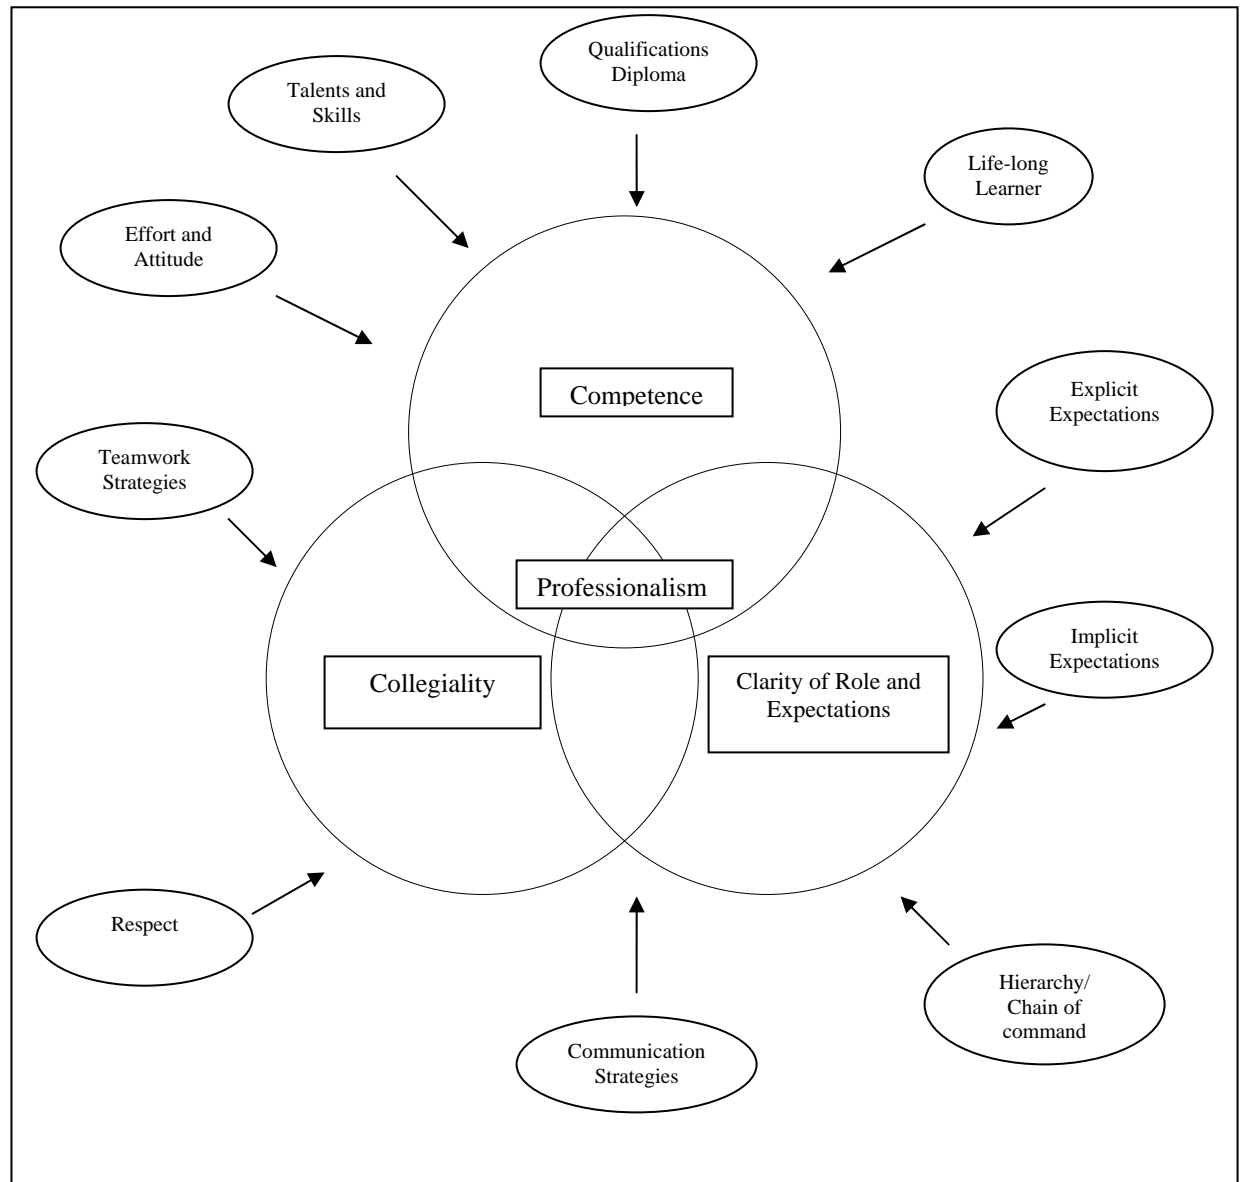 Qualifications
Diploma
Talents and
Skills
Life-long
Learner
Effort and
Attitude
Competence
Explicit
Expectations
Teamwork
Strategies
Professionalism
Implicit
Expectations
Collegiality
Clarity of Role and
Expectations
Respect
Hierarchy/
Chain of
command
Communication
Strategies